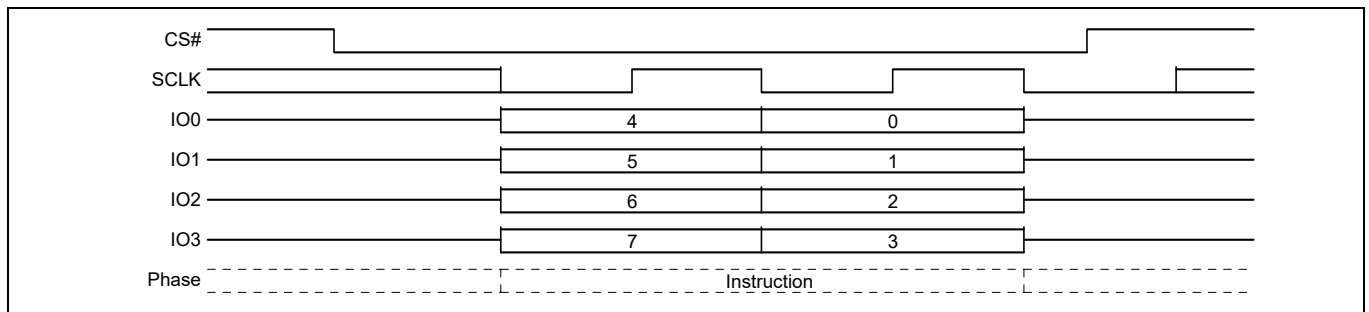 CS#
SCLK
IO0 4 0
IO1 5 1
IO2 6 2
IO3 7 3
Phase Instruction